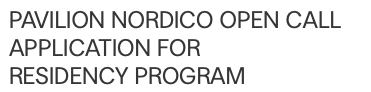 PAVILION NORDICO OPEN CALL
APPLICATION FOR
RESIDENCY PROGRAM